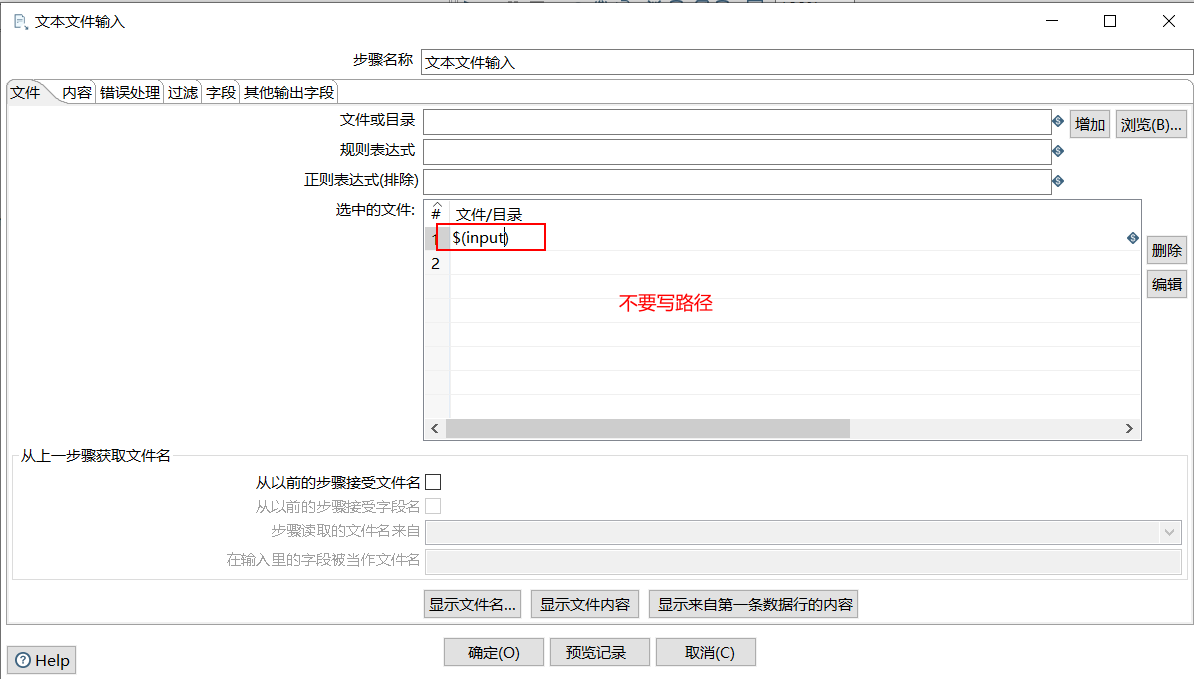 文本文件输入
步骤名称 文本文件输入
文件 内容 错误处理 过滤 字段 其他输出字段
文件或目录 增加 浏览(B)...
规则表达式
正则表达式(排除)
选中的文件: # 文件/目录
1 $(input)
删除
2
编辑
不要写路径
从上一步骤获取文件名
从以前的步骤接受文件名
从以前的步骤接受字段名
步骤读取的文件名来自
在输入里的字段被当作文件名
显示文件名... 显示文件内容 显示来自第一条数据行的内容
Help 确定(O) 预览记录 取消(C)